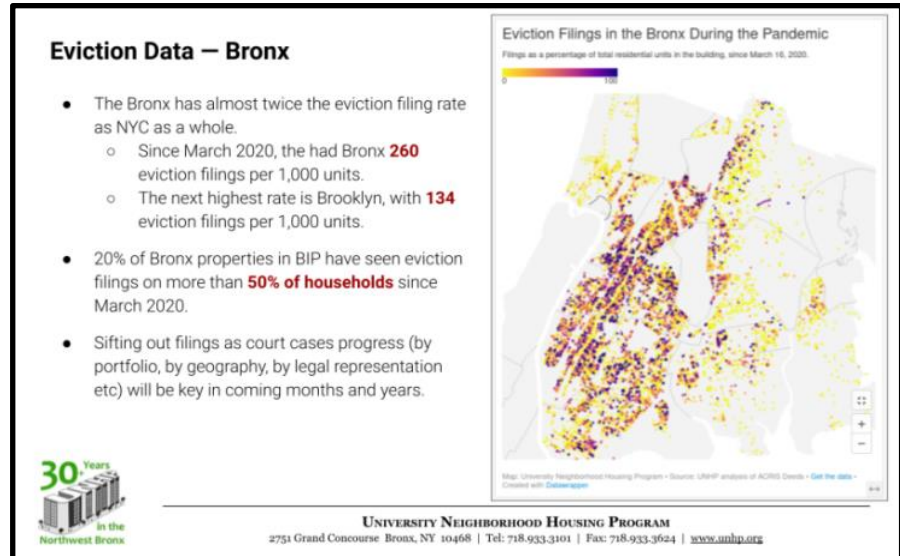 Eviction Data — Bronx
● The Bronx has almost twice the eviction filing rate
as NYC as a whole.
○ Since March 2020, the had Bronx 260
eviction filings per 1,000 units.
○ The next highest rate is Brooklyn, with 134
eviction filings per 1,000 units.
● 20% of Bronx properties in BIP have seen eviction
filings on more than 50% of households since
March 2020.
● Sifting out filings as court cases progress (by
portfolio, by geography, by legal representation
etc) will be key in coming months and years.
Eviction Filings in the Bronx During the Pandemic
Filings as a percentage of total residential units in the building, since March 16, 2020.
0 100
+
−
Map: University Neighborhood Housing Program • Source: UNHP analysis of ACRIS Deeds • Get the data •
Created with Datawrapper
30+ Years
in the
Northwest Bronx
UNIVERSITY NEIGHBORHOOD HOUSING PROGRAM
2751 Grand Concourse Bronx, NY 10468 | Tel: 718.933.3101 | Fax: 718.933.3624 | www.unhp.org